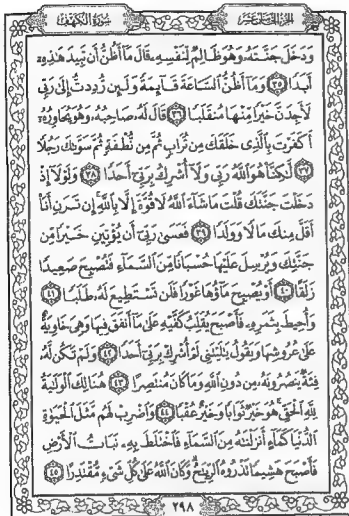 الجزء الخامس عشر
سورة الكهف
وَدَخَلَ جَنَّتَهُۥ وَهُوَ ظَالِمٌ لِّنَفْسِهِۦ قَالَ مَآ أَظُنُّ أَن تَبِيدَ هَٰذِهِۦٓ
أَبَدًا ﴿٣٥﴾ وَمَآ أَظُنُّ ٱلسَّاعَةَ قَآئِمَةً وَلَئِن رُّدِدتُّ إِلَىٰ رَبِّى
لَأَجِدَنَّ خَيْرًا مِّنْهَا مُنقَلَبًا ﴿٣٦﴾ قَالَ لَهُۥ صَاحِبُهُۥ وَهُوَ يُحَاوِرُهُۥٓ
أَكَفَرْتَ بِٱلَّذِى خَلَقَكَ مِن تُرَابٍ ثُمَّ مِن نُّطْفَةٍ ثُمَّ سَوَّىٰكَ رَجُلًا
﴿٣٧﴾ لَّٰكِنَّا۠ هُوَ ٱللَّهُ رَبِّى وَلَآ أُشْرِكُ بِرَبِّىٓ أَحَدًا ﴿٣٨﴾ وَلَوْلَآ إِذْ
دَخَلْتَ جَنَّتَكَ قُلْتَ مَا شَآءَ ٱللَّهُ لَا قُوَّةَ إِلَّا بِٱللَّهِ إِن تَرَنِ أَنَا۠
أَقَلَّ مِنكَ مَالًا وَوَلَدًا ﴿٣٩﴾ فَعَسَىٰ رَبِّىٓ أَن يُؤْتِيَنِ خَيْرًا مِّن
جَنَّتِكَ وَيُرْسِلَ عَلَيْهَا حُسْبَانًا مِّنَ ٱلسَّمَآءِ فَتُصْبِحَ صَعِيدًا
زَلَقًا ﴿٤٠﴾ أَوْ يُصْبِحَ مَآؤُهَا غَوْرًا فَلَن تَسْتَطِيعَ لَهُۥ طَلَبًا ﴿٤١﴾
وَأُحِيطَ بِثَمَرِهِۦ فَأَصْبَحَ يُقَلِّبُ كَفَّيْهِ عَلَىٰ مَآ أَنفَقَ فِيهَا وَهِىَ خَاوِيَةٌ
عَلَىٰ عُرُوشِهَا وَيَقُولُ يَٰلَيْتَنِى لَمْ أُشْرِكْ بِرَبِّىٓ أَحَدًا ﴿٤٢﴾ وَلَمْ تَكُن لَّهُۥ
فِئَةٌ يَنصُرُونَهُۥ مِن دُونِ ٱللَّهِ وَمَا كَانَ مُنتَصِرًا ﴿٤٣﴾ هُنَالِكَ ٱلْوَلَٰيَةُ
لِلَّهِ ٱلْحَقِّ هُوَ خَيْرٌ ثَوَابًا وَخَيْرٌ عُقْبًا ﴿٤٤﴾ وَٱضْرِبْ لَهُم مَّثَلَ ٱلْحَيَوٰةِ
ٱلدُّنْيَا كَمَآءٍ أَنزَلْنَٰهُ مِنَ ٱلسَّمَآءِ فَٱخْتَلَطَ بِهِۦ نَبَاتُ ٱلْأَرْضِ
فَأَصْبَحَ هَشِيمًا تَذْرُوهُ ٱلرِّيَٰحُ وَكَانَ ٱللَّهُ عَلَىٰ كُلِّ شَىْءٍ مُّقْتَدِرًا ﴿٤٥﴾
٢٩٨